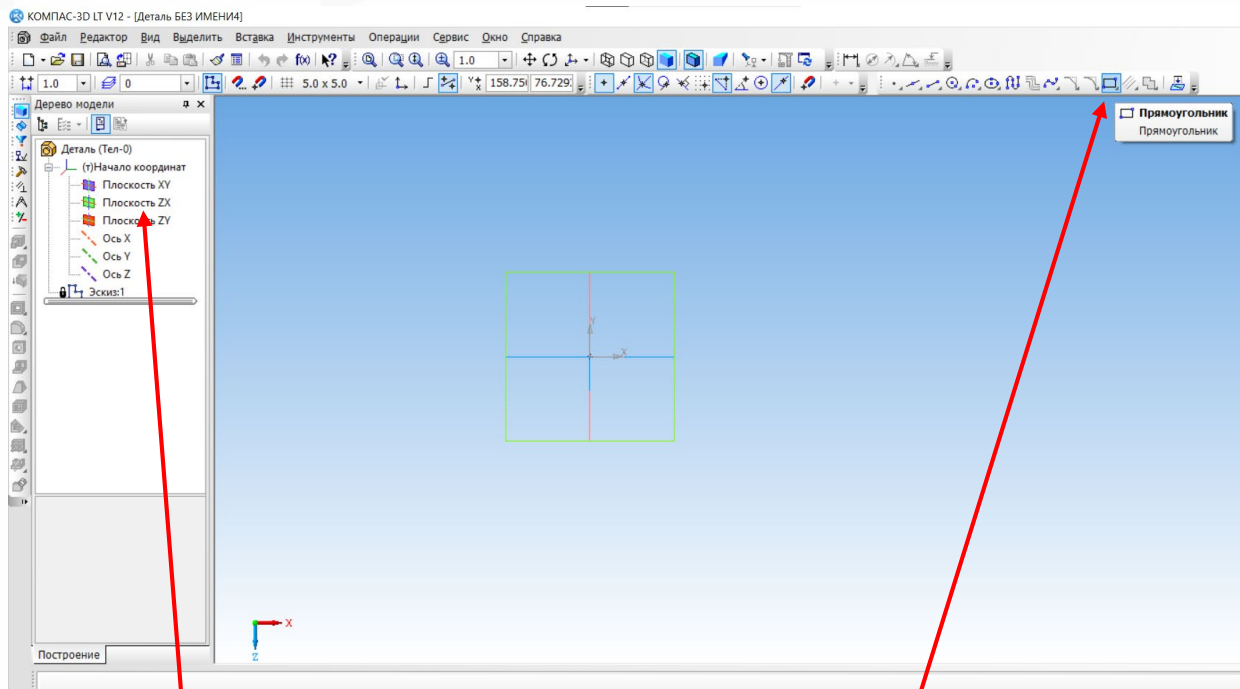 КОМПАС-3D LT V12 - [Деталь БЕЗ ИМЕНИ4]
Файл Редактор Вид Выделить Вставка Инструменты Операции Сервис Окно Справка
f(x) 1.0
1.0 0 5.0 x 5.0 158.75 76.729
Дерево модели
Прямоугольник
Прямоугольник
Деталь (Тел-0)
(т)Начало координат
Плоскость XY
Плоскость ZX
Плоскость ZY
Ось X
Ось Y
Ось Z
Эскиз:1
Y
X
X
Z
Построение